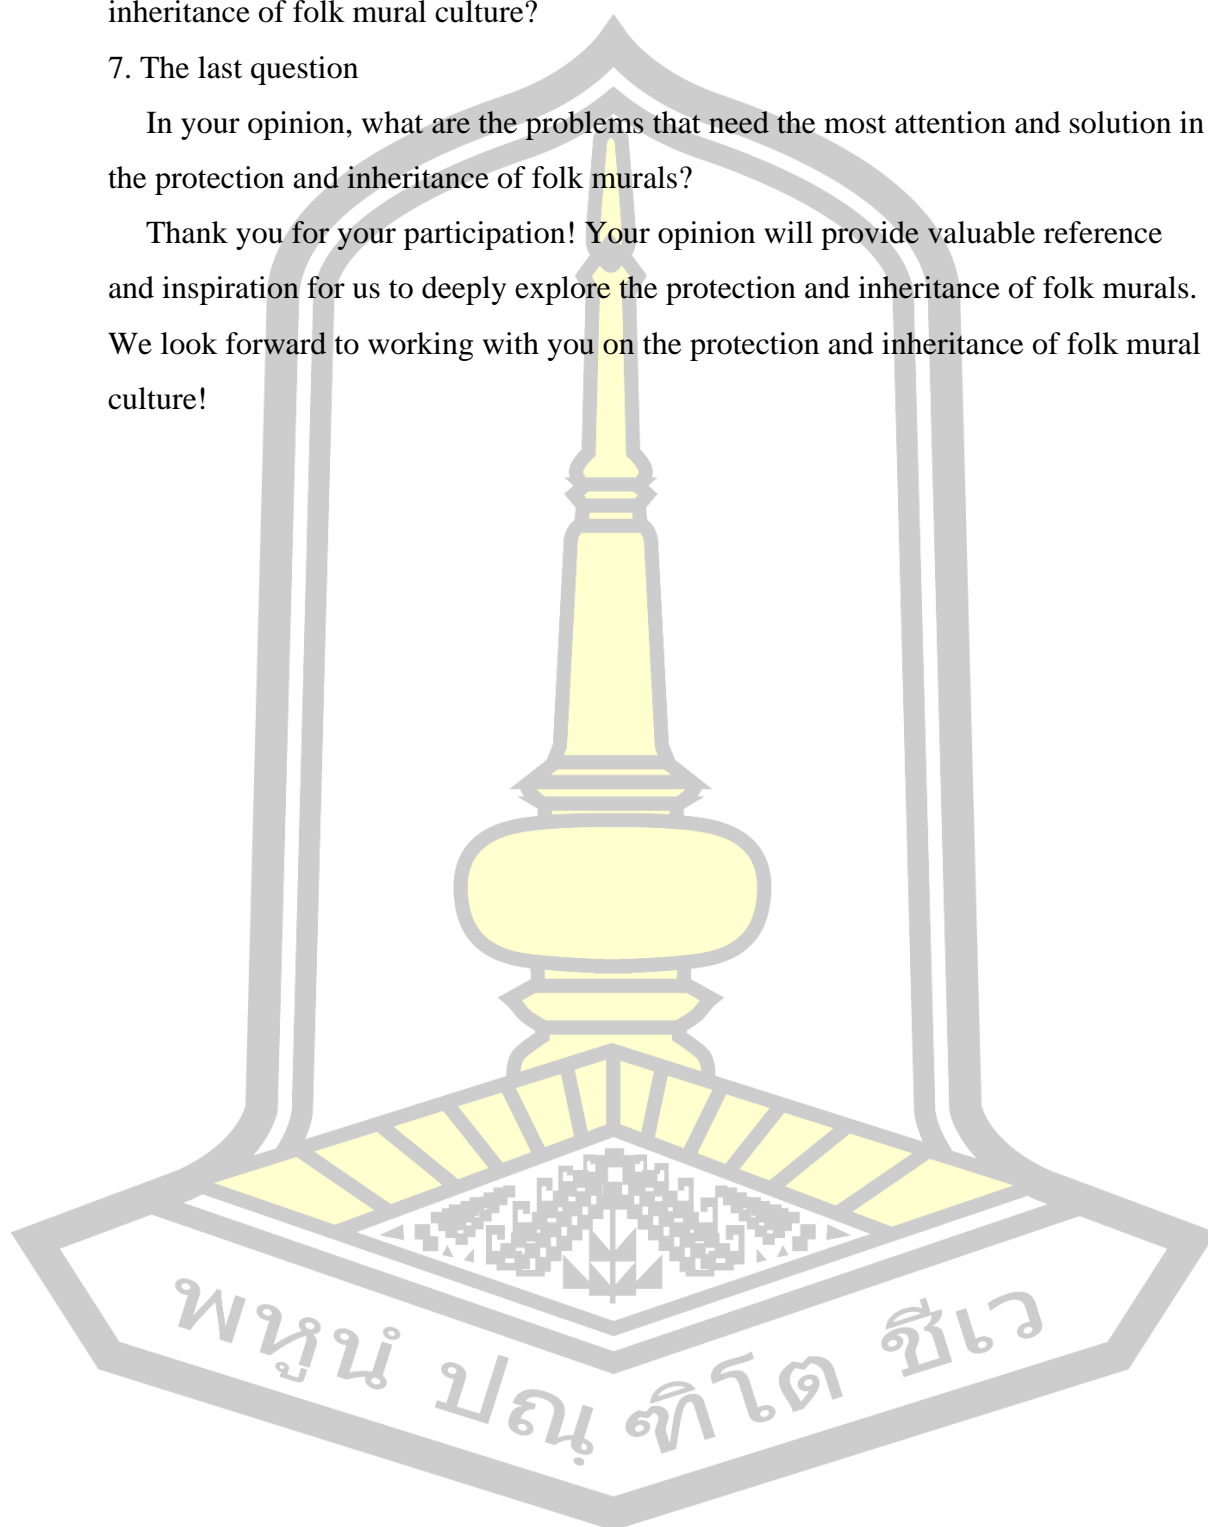 inheritance of folk mural culture?
7. The last question
In your opinion, what are the problems that need the most attention and solution in
the protection and inheritance of folk murals?
Thank you for your participation! Your opinion will provide valuable reference
and inspiration for us to deeply explore the protection and inheritance of folk murals.
We look forward to working with you on the protection and inheritance of folk mural
culture!
พหูนํ ปณฺฑิโต ชีเว